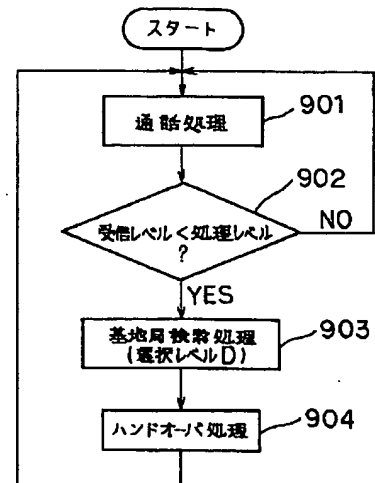 スタート
通話処理
901
902
受信レベル<処理レベル
?
NO
YES
基地局検索処理
(選択レベルD)
903
ハンドオーバ処理
904